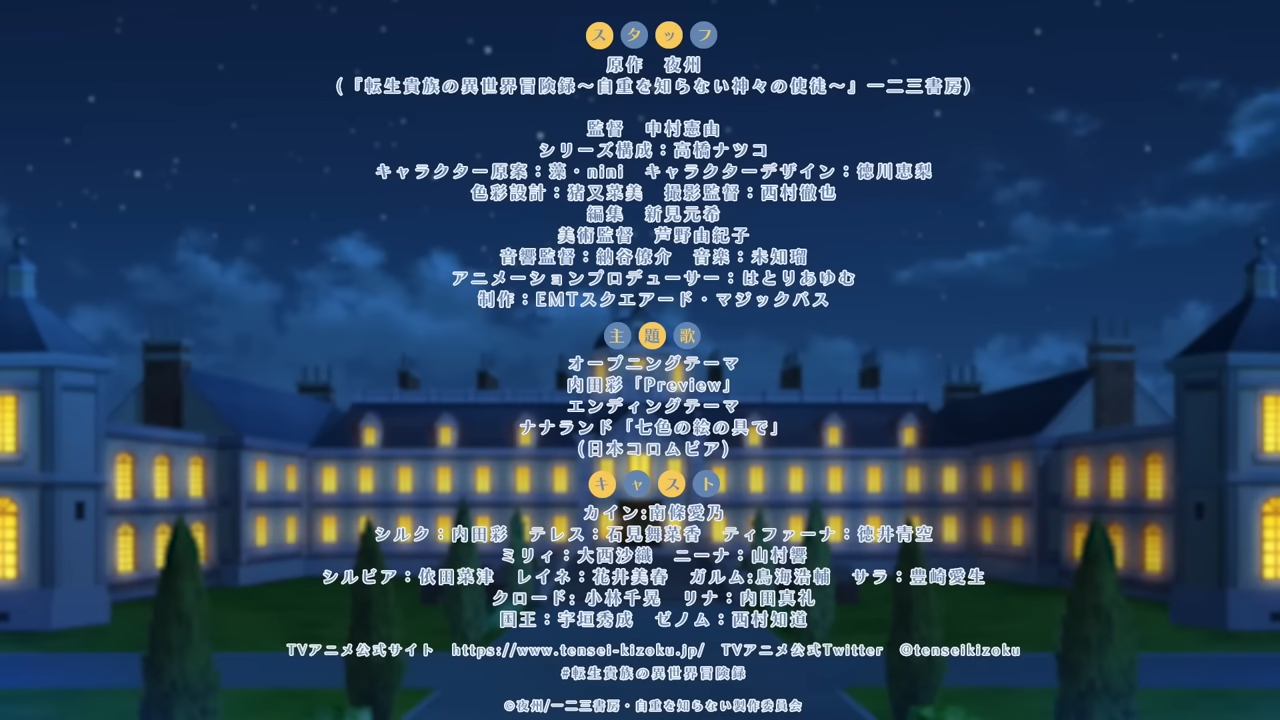 スタッフ
原作　夜州
(『転生貴族の異世界冒険録～自重を知らない神々の使徒～』一二三書房)
監督　中村憲由
シリーズ構成：高橋ナツコ
キャラクター原案：藻・nini　キャラクターデザイン：徳川恵梨
色彩設計：猪又菜美　撮影監督：西村徹也
編集　新見元希
美術監督　芦野由紀子
音響監督：納谷僚介　音楽：未知瑠
アニメーションプロデューサー：はとりあゆむ
制作：EMTスクエアード・マジックバス
主題歌
オープニングテーマ
内田彩「Preview」
エンディングテーマ
ナナランド「七色の絵の具で」
(日本コロムビア)
キャスト
カイン:南條愛乃
シルク：内田彩　テレス：石見舞菜香　ティファーナ：徳井青空
ミリィ：大西沙織　ニーナ：山村響
シルビア：依田菜津　レイネ：花井美春　ガルム:鳥海浩輔　サラ：豊崎愛生
クロード: 小林千晃　リナ：内田真礼
国王：宇垣秀成　ゼノム：西村知道
TVアニメ公式サイト　https://www.tensei-kizoku.jp/　TVアニメ公式Twitter　@tenseikizoku
#転生貴族の異世界冒険録
©夜州/一二三書房・自重を知らない製作委員会